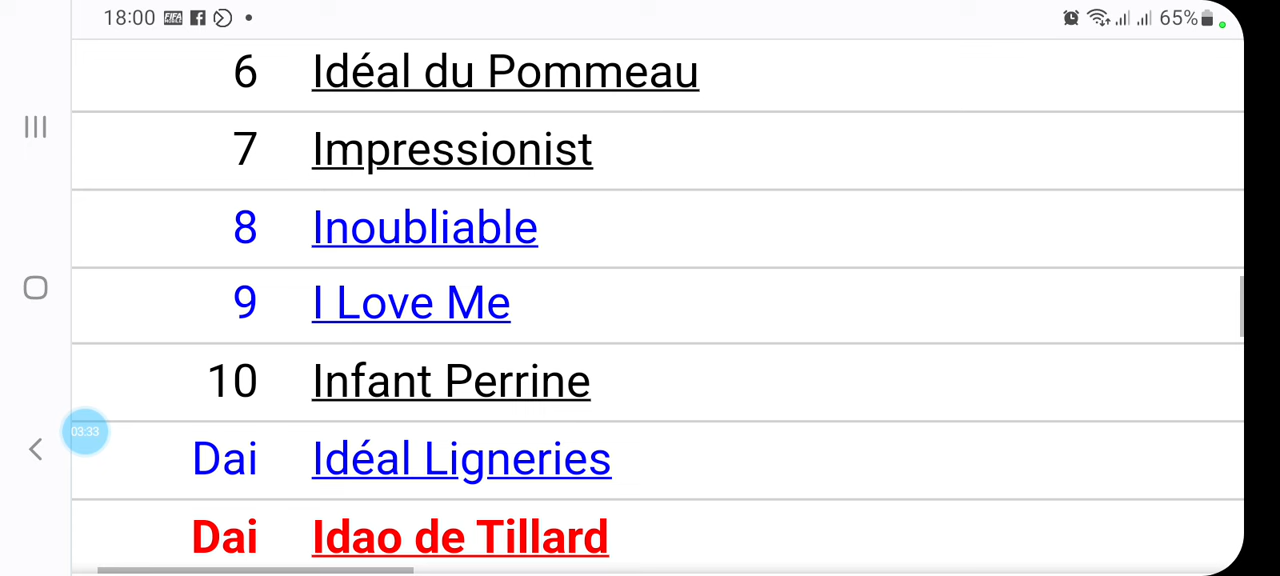 18:00 FIFA 65%
6 Idéal du Pommeau
7 Impressionist
8 Inoubliable
9 I Love Me
10 Infant Perrine
03:33
Dai Idéal Ligneries
Dai Idao de Tillard